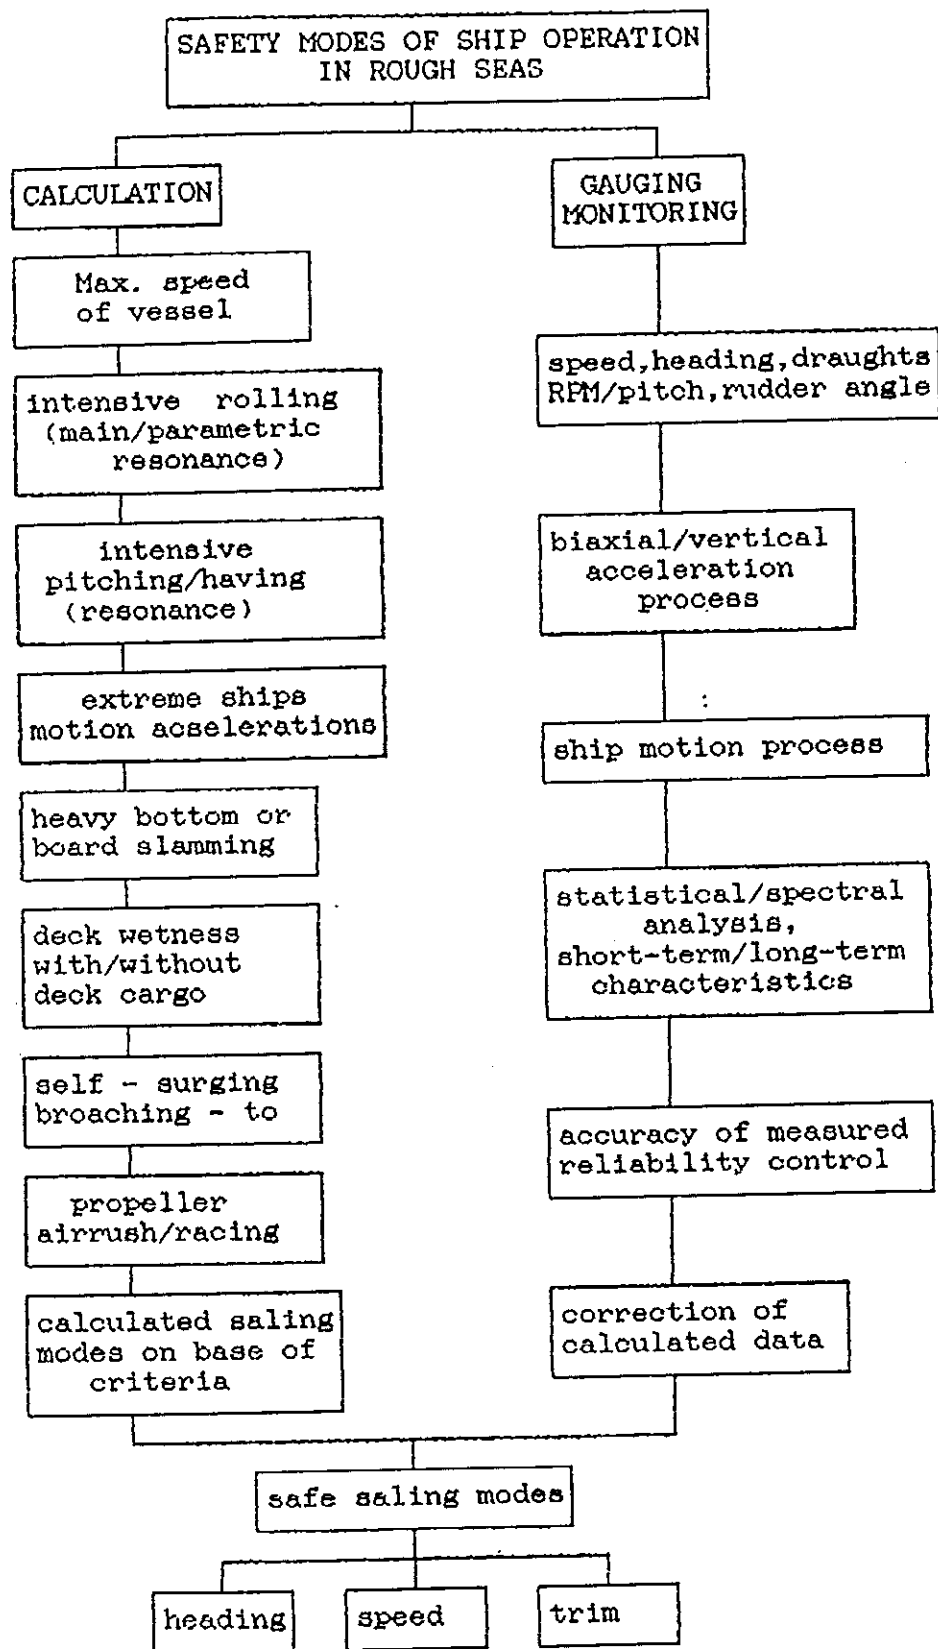 SAFETY MODES OF SHIP OPERATION
IN ROUGH SEAS
CALCULATION
Max. speed
of vessel
intensive rolling
(main/parametric
resonance)
intensive
pitching/having
(resonance)
extreme ships
motion acselerations
heavy bottom or
board slamming
deck wetness
with/without
deck cargo
self - surging
broaching - to
propeller
airrush/racing
calculated saling
modes on base of
criteria
GAUGING
MONITORING
speed,heading,draughts
RPM/pitch,rudder angle
biaxial/vertical
acceleration
process
ship motion process
statistical/spectral
analysis,
short-term/long-term
characteristics
accuracy of measured
reliability control
correction of
calculated data
safe saling modes
heading
speed
trim